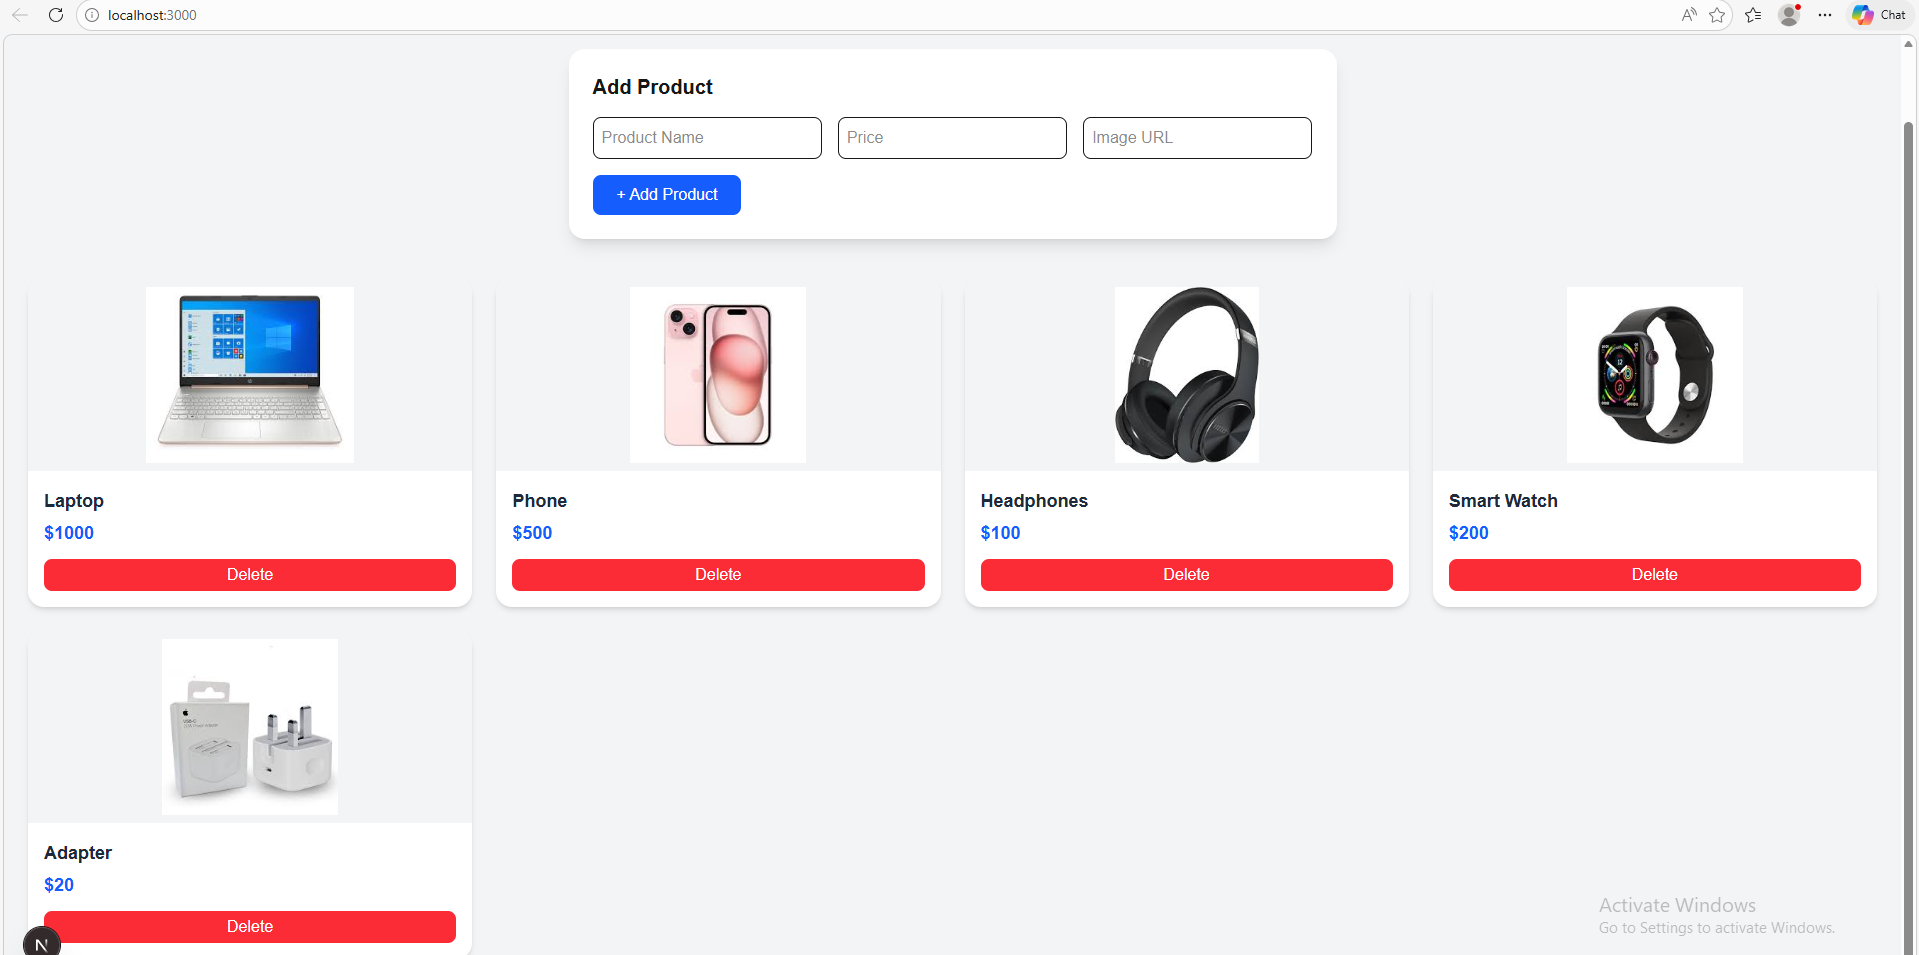 localhost:3000
Chat
Add Product
Product Name Price Image URL
+ Add Product
Laptop
$1000
Delete
Phone
$500
Delete
Headphones
$100
Delete
Smart Watch
$200
Delete
Adapter
$20
Delete
N
Activate Windows
Go to Settings to activate Windows.